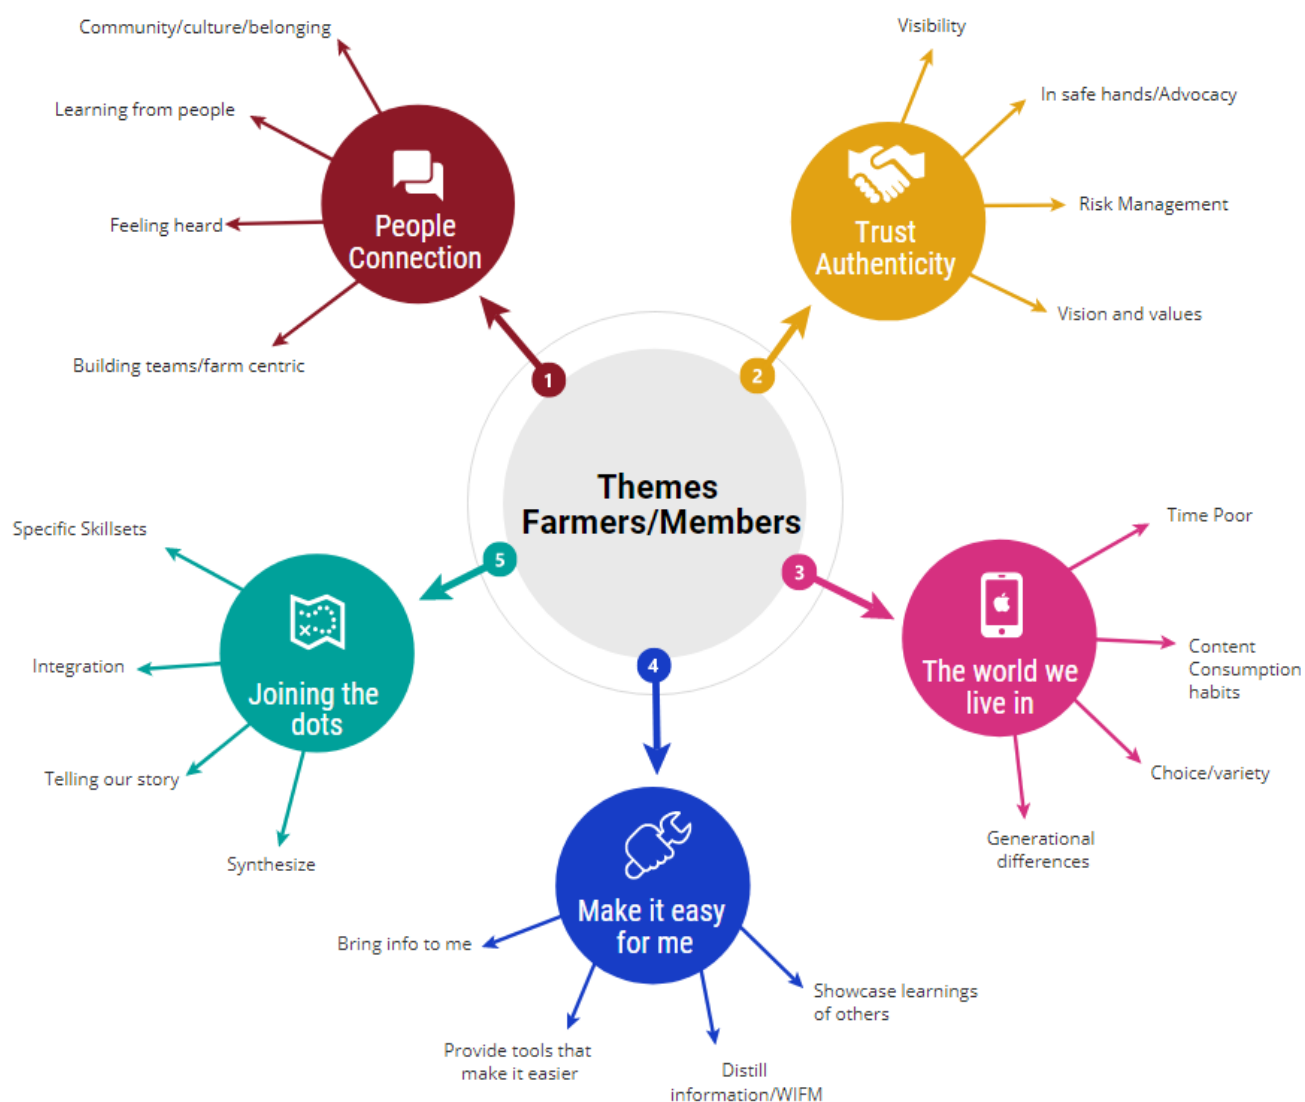 Themes
Farmers/Members
1
People
Connection
Community/culture/belonging
Learning from people
Feeling heard
Building teams/farm centric
2
Trust
Authenticity
Visibility
In safe hands/Advocacy
Risk Management
Vision and values
3
The world we
live in
Time Poor
Content
Consumption
habits
Choice/variety
Generational
differences
4
Make it easy
for me
Bring info to me
Provide tools that
make it easier
Distill
information/WIFM
Showcase learnings
of others
5
Joining the
dots
Specific Skillsets
Integration
Telling our story
Synthesize